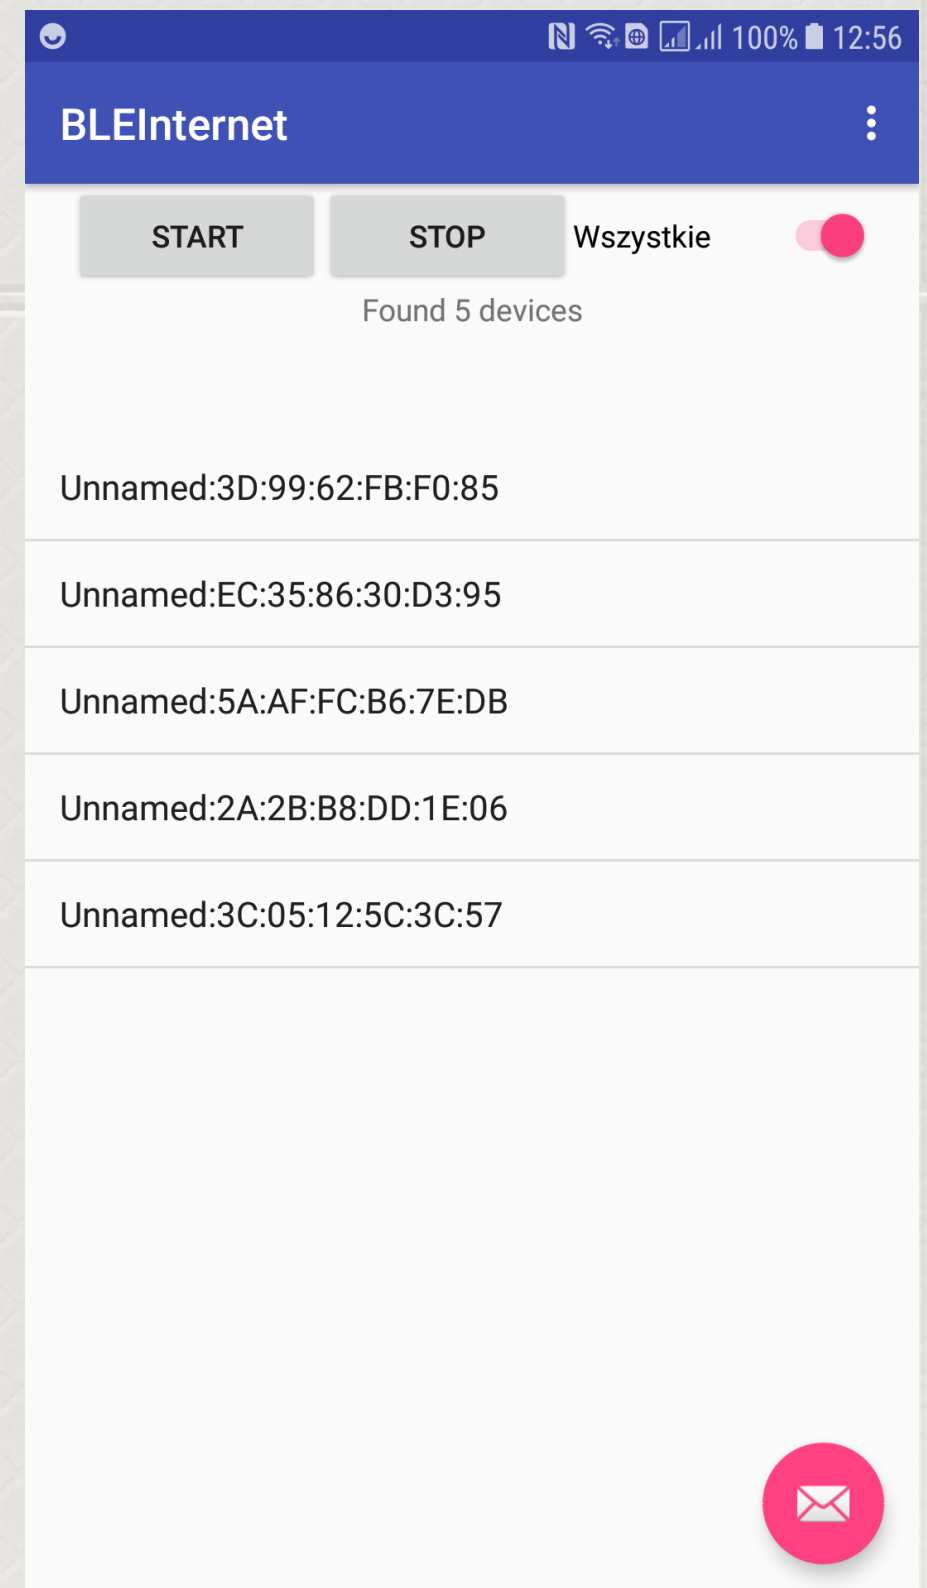 100% 12:56
BLEInternet
START STOP Wszystkie
Found 5 devices
Unnamed:3D:99:62:FB:F0:85
Unnamed:EC:35:86:30:D3:95
Unnamed:5A:AF:FC:B6:7E:DB
Unnamed:2A:2B:B8:DD:1E:06
Unnamed:3C:05:12:5C:3C:57